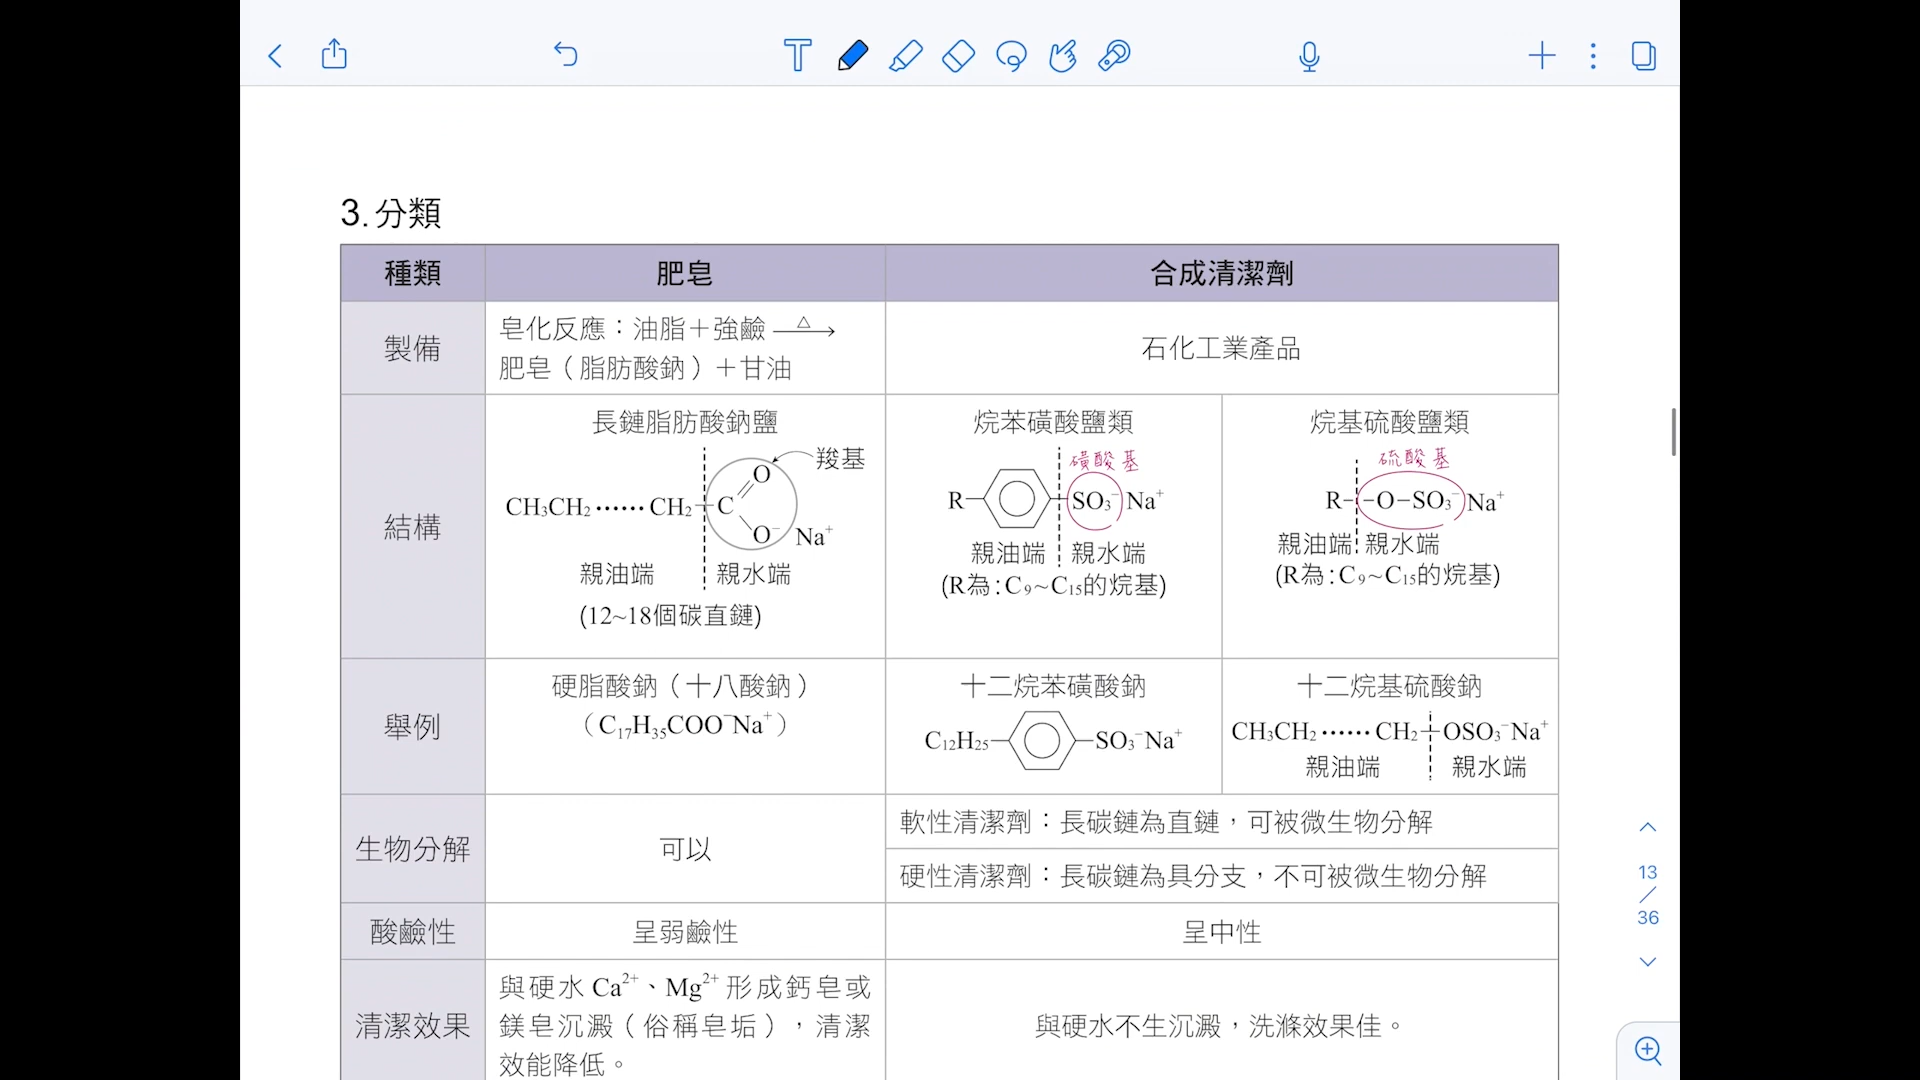 3. 分類
種類
肥皂
合成清潔劑
製備
皂化反應：油脂＋強鹼 △→
肥皂（脂肪酸鈉）＋甘油
石化工業產品
結構
長鏈脂肪酸鈉鹽
羧基
CH₃CH₂⋯⋯CH₂
C
O
O⁻ Na⁺
親油端
親水端
(12~18個碳直鏈)
烷苯磺酸鹽類
磺酸基
R
SO₃⁻ Na⁺
親油端
親水端
(R為:C₉~C₁₅的烷基)
烷基硫酸鹽類
硫酸基
R-O-SO₃⁻ Na⁺
親油端
親水端
(R為:C₉~C₁₅的烷基)
舉例
硬脂酸鈉（十八酸鈉）
（C₁₇H₃₅COO⁻Na⁺）
十二烷苯磺酸鈉
C₁₂H₂₅
SO₃⁻Na⁺
十二烷基硫酸鈉
CH₃CH₂⋯⋯CH₂-OSO₃⁻Na⁺
親油端
親水端
生物分解
可以
軟性清潔劑：長碳鏈為直鏈，可被微生物分解
硬性清潔劑：長碳鏈為具分支，不可被微生物分解
酸鹼性
呈弱鹼性
呈中性
清潔效果
與硬水 Ca²⁺、Mg²⁺ 形成鈣皂或
鎂皂沉澱（俗稱皂垢），清潔
效能降低。
與硬水不生沉澱，洗滌效果佳。
13
/
36